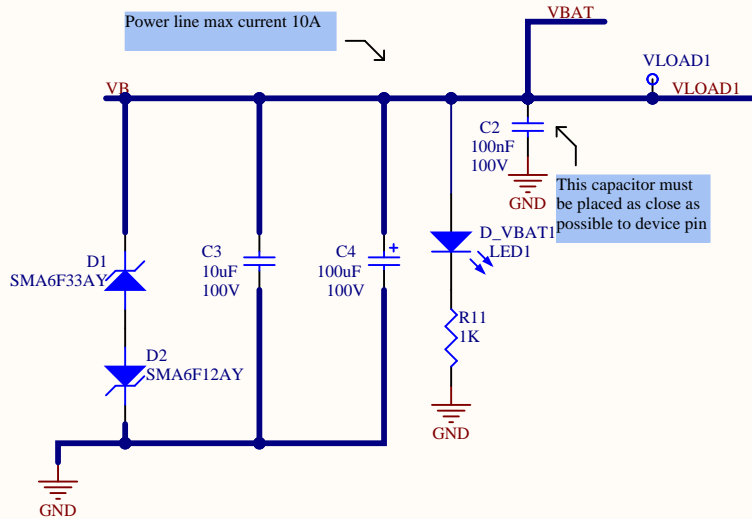 Power line max current 10A
VBAT
VLOAD1
VB
VLOAD1
C2
100nF
100V
GND
This capacitor must
be placed as close as
possible to device pin
D1
SMA6F33AY
C3
10uF
100V
C4
100uF
100V
D_VBAT1
LED1
R11
1K
D2
SMA6F12AY
GND
GND